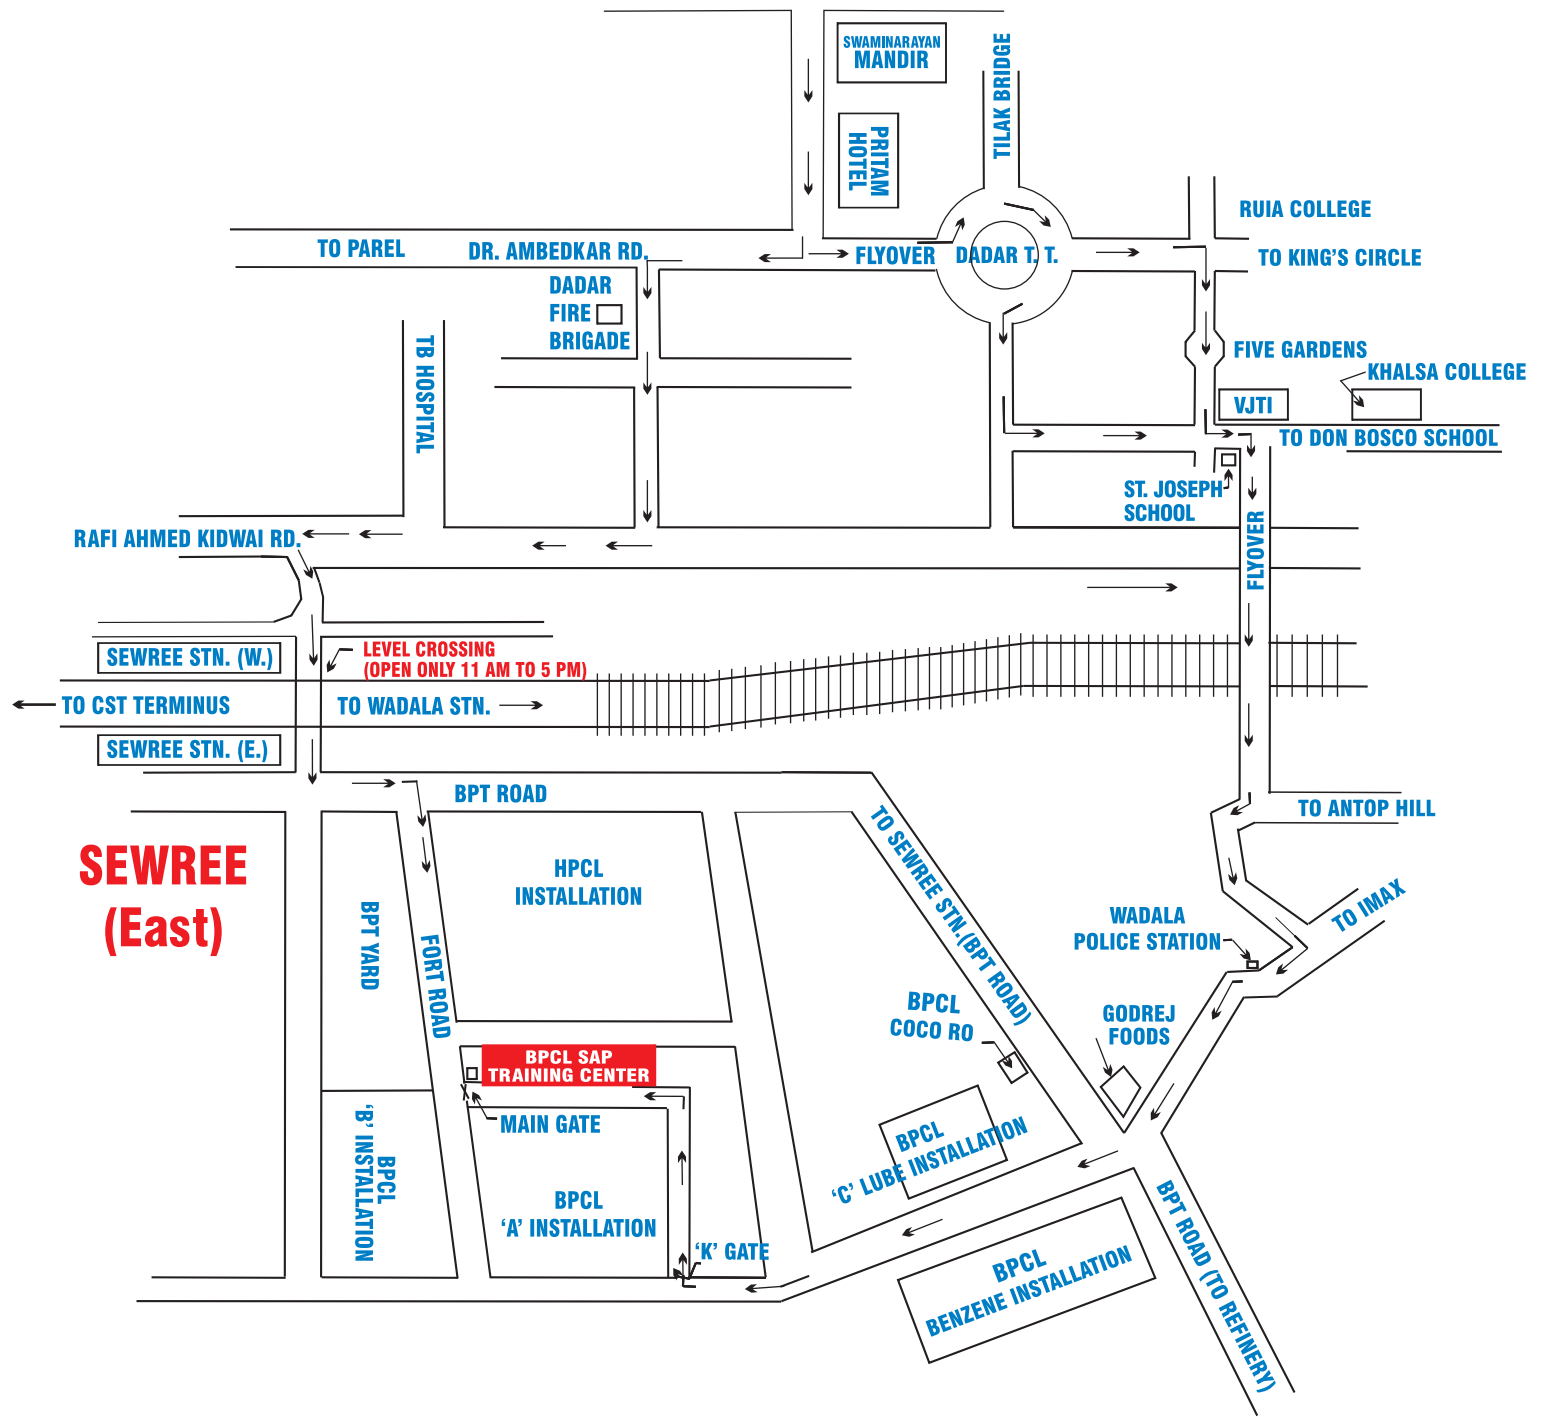 SWAMINARAYAN
MANDIR
TILAK BRIDGE
PRITAM
HOTEL
RUIA COLLEGE
TO PAREL
DR. AMBEDKAR RD.
FLYOVER
DADAR T. T.
TO KING'S CIRCLE
DADAR
FIRE
BRIGADE
TB HOSPITAL
FIVE GARDENS
KHALSA COLLEGE
VJTI
TO DON BOSCO SCHOOL
ST. JOSEPH
SCHOOL
RAFI AHMED KIDWAI RD.
FLYOVER
LEVEL CROSSING
(OPEN ONLY 11 AM TO 5 PM)
SEWREE STN. (W.)
TO CST TERMINUS
TO WADALA STN.
SEWREE STN. (E.)
BPT ROAD
TO ANTOP HILL
SEWREE
(East)
HPCL
INSTALLATION
TO SEWREE STN.(BPT ROAD)
BPT YARD
FORT ROAD
WADALA
POLICE STATION
TO IMAX
BPCL
COCO RO
GODREJ
FOODS
BPCL SAP
TRAINING CENTER
MAIN GATE
BPCL
'B' INSTALLATION
BPCL
'A' INSTALLATION
BPCL
'C' LUBE INSTALLATION
'K' GATE
BPCL
BENZENE INSTALLATION
BPT ROAD (TO REFINERY)